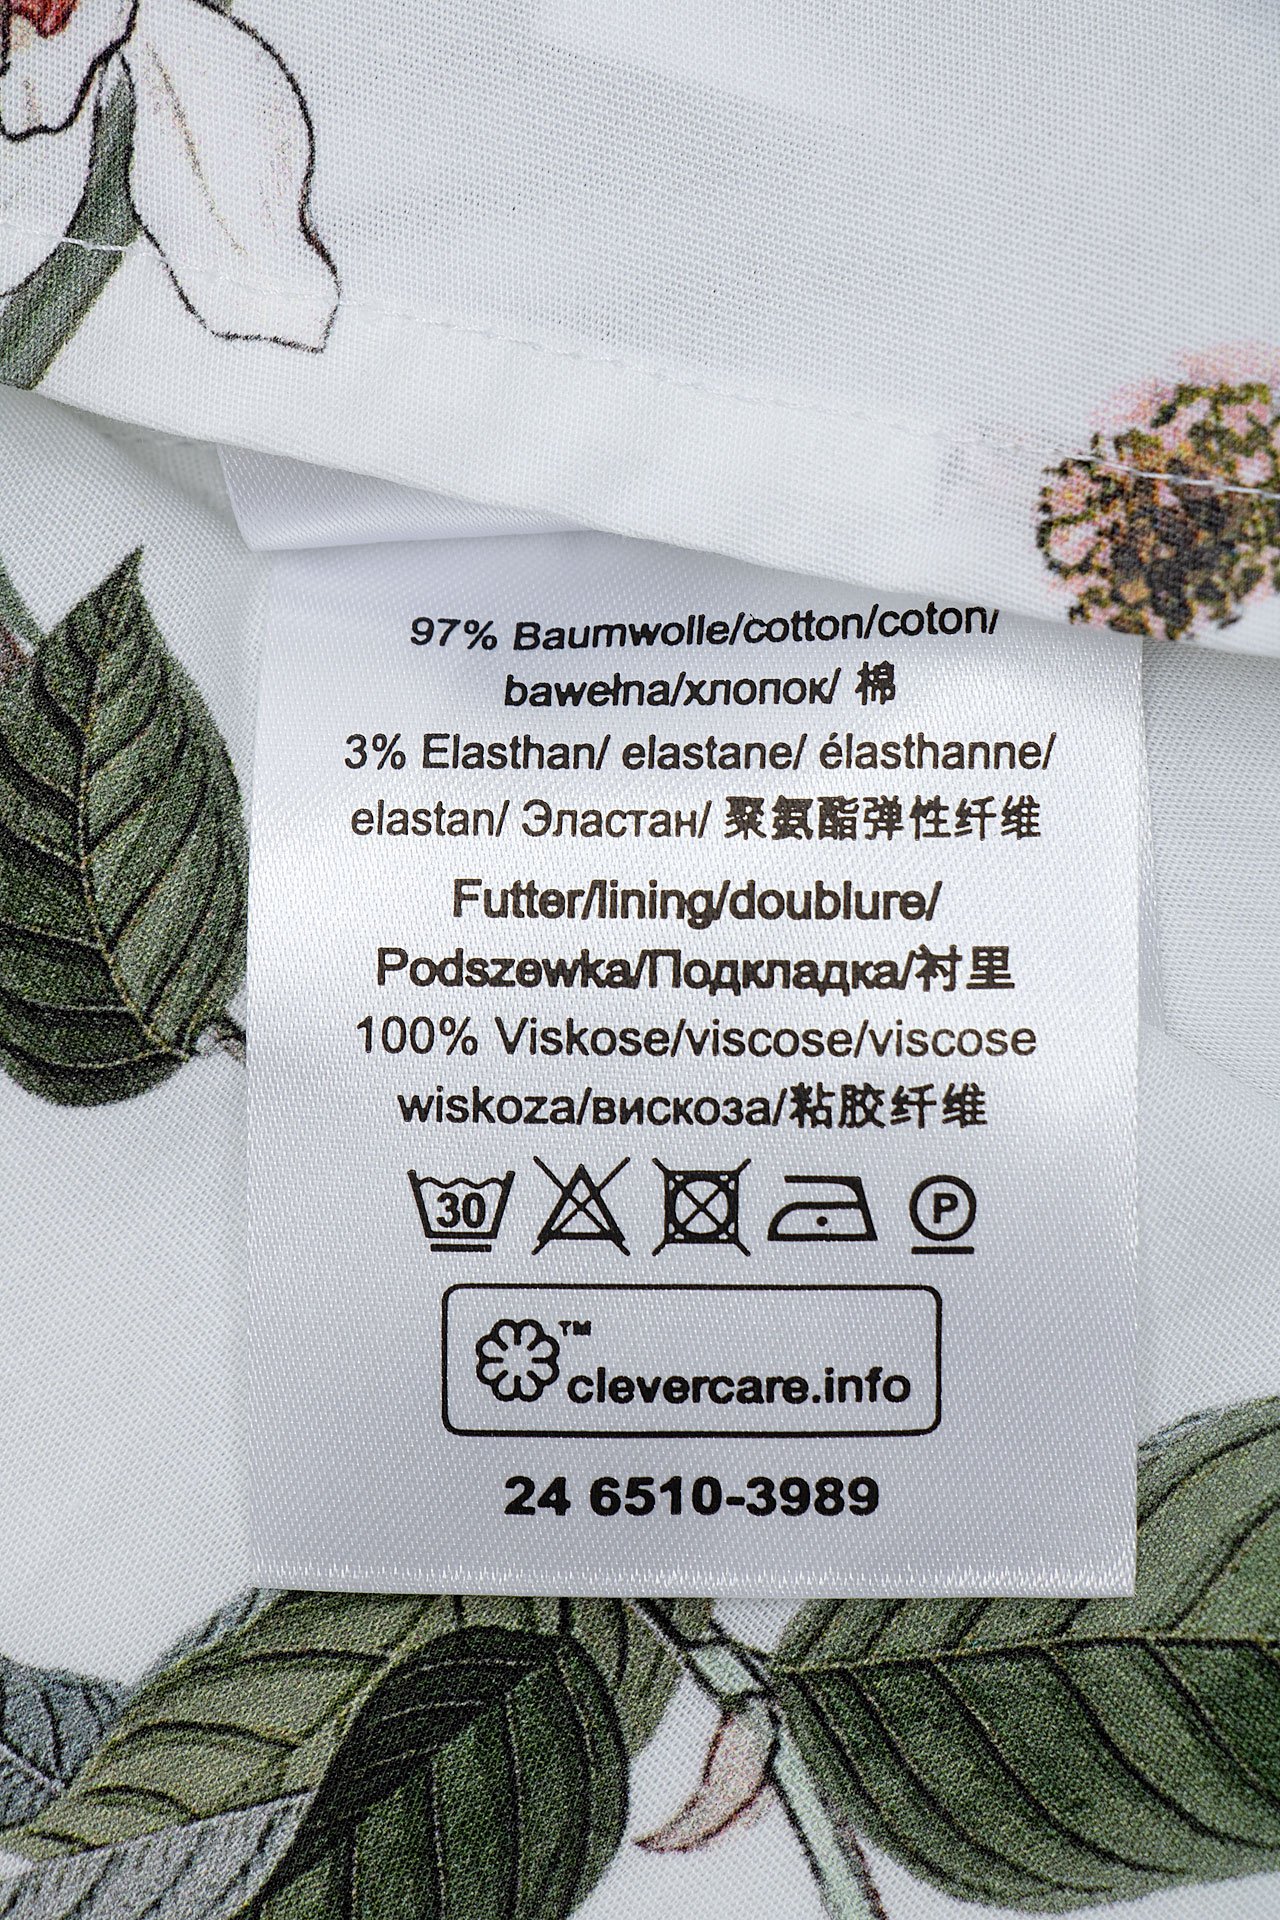 97% Baumwolle/cotton/coton/
bawełna/хлопок/ 棉
3% Elasthan/ elastane/ élasthanne/
elastan/ Эластан/ 聚氨酯弹性纤维
Futter/lining/doublure/
Podszewka/Подкладка/衬里
100% Viskose/viscose/viscose
wiskoza/вискоза/粘胶纤维
30 P
™
clevercare.info
24 6510-3989